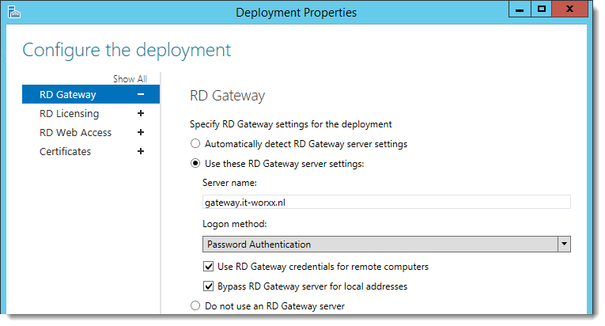 Deployment Properties
Configure the deployment
Show All
RD Gateway –
RD Licensing +
RD Web Access +
Certificates +
RD Gateway
Specify RD Gateway settings for the deployment
Automatically detect RD Gateway server settings
Use these RD Gateway server settings:
Server name:
gateway.it-worxx.nl
Logon method:
Password Authentication
Use RD Gateway credentials for remote computers
Bypass RD Gateway server for local addresses
Do not use an RD Gateway server